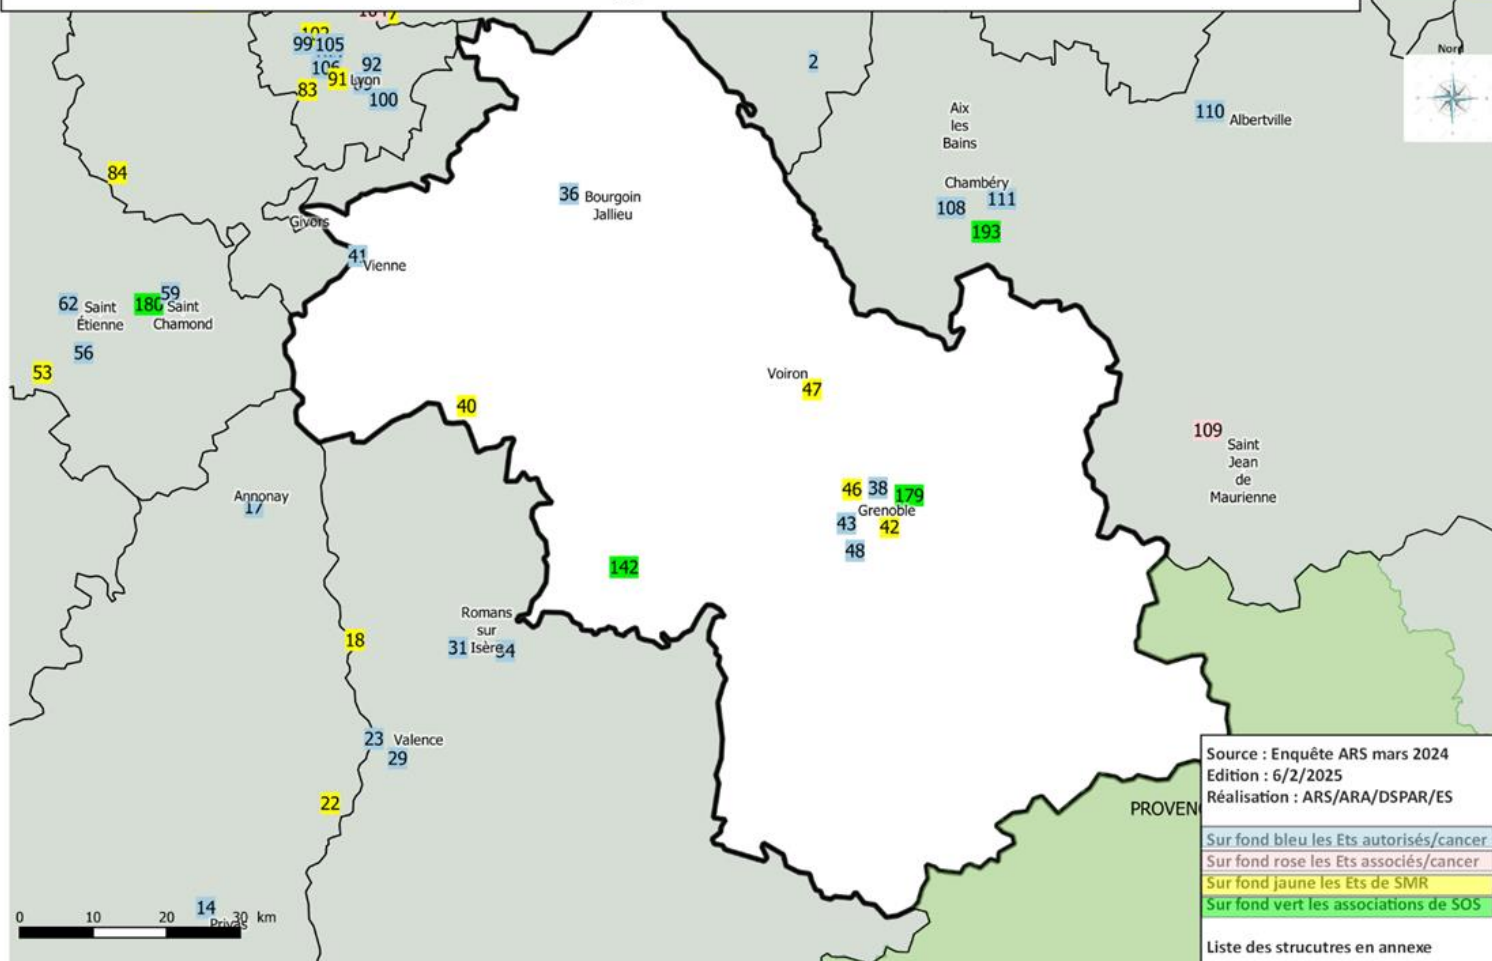 7
99
105
106
92
91
Lyon
83
100
2
Nord
110
Albertville
Aix
les
Bains
84
Chambéry
36
Bourgoin
Jallieu
108
111
Givors
193
41
Vienne
62
Saint
Étienne
180
59
Saint
Chamond
56
53
Voiron
47
40
109
Saint
Jean
de
Maurienne
Annonay
17
46
38
179
Grenoble
43
42
48
142
Romans
sur
Isère
18
31
34
23
Valence
29
22
PROVEN
Source : Enquête ARS mars 2024
Edition : 6/2/2025
Réalisation : ARS/ARA/DSPAR/ES
Sur fond bleu les Ets autorisés/cancer
Sur fond rose les Ets associés/cancer
Sur fond jaune les Ets de SMR
Sur fond vert les associations de SOS
Liste des strucutres en annexe
14
Privas
0 10 20 30 km